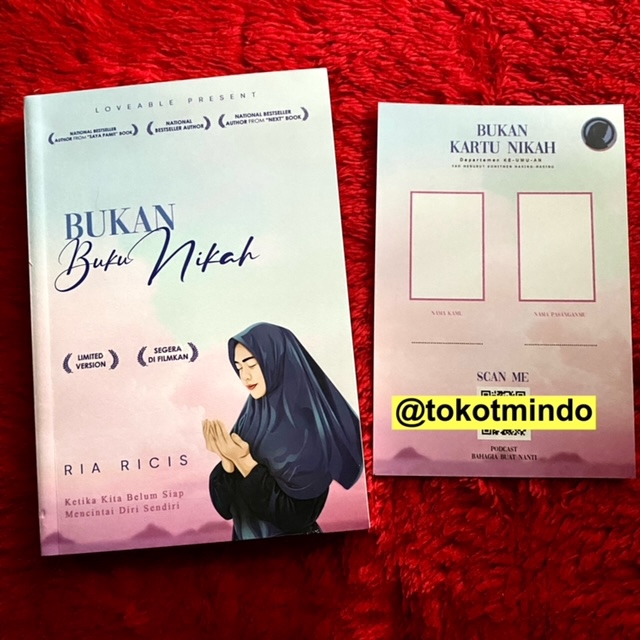 LOVEABLE PRESENT
NATIONAL BESTSELLER
AUTHOR FROM "SAYA PAMIT" BOOK
NATIONAL
BESTSELLER AUTHOR
NATIONAL BESTSELLER
AUTHOR FROM "NEXT" BOOK
BUKAN
Buku Nikah
LIMITED
VERSION
SEGERA
DI FILMKAN
RIA RICIS
Ketika Kita Belum Siap
Mencintai Diri Sendiri
BUKAN
KARTU NIKAH
Departemen KE-UWU-AN
NAMA KAMU
NAMA PASANGANMU
SCAN ME
@tokotmindo
PODCAST
BAHAGIA BUAT NANTI